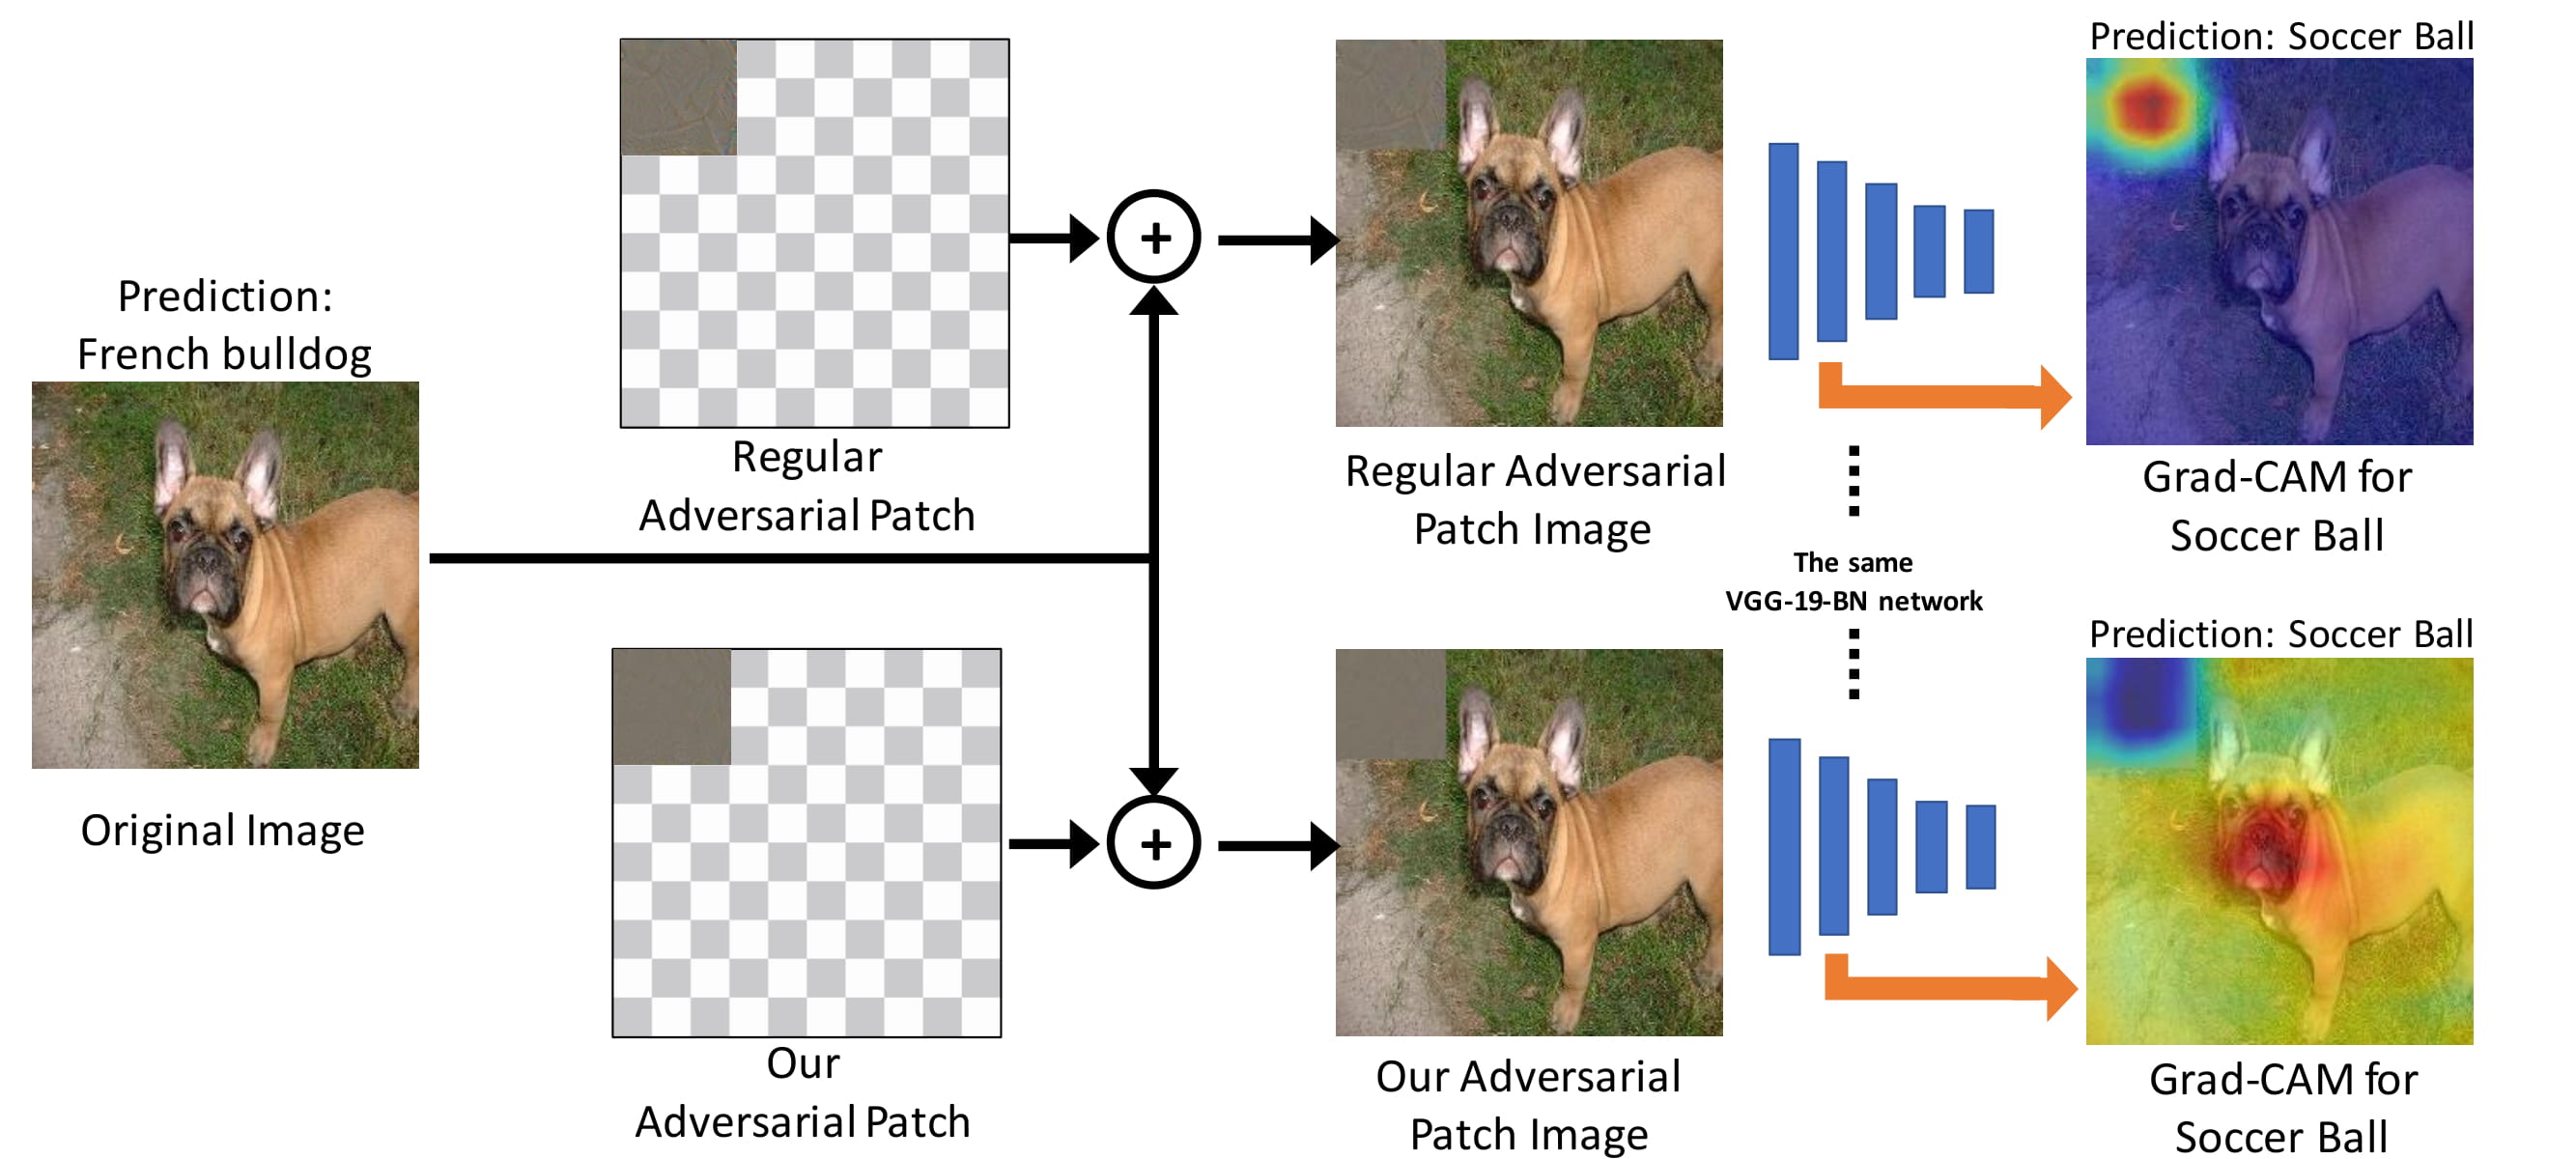 Prediction:
French bulldog
Original Image
Regular
Adversarial Patch
Our
Adversarial Patch
+
+
Regular Adversarial
Patch Image
Our Adversarial
Patch Image
The same
VGG-19-BN network
Prediction: Soccer Ball
Grad-CAM for
Soccer Ball
Prediction: Soccer Ball
Grad-CAM for
Soccer Ball